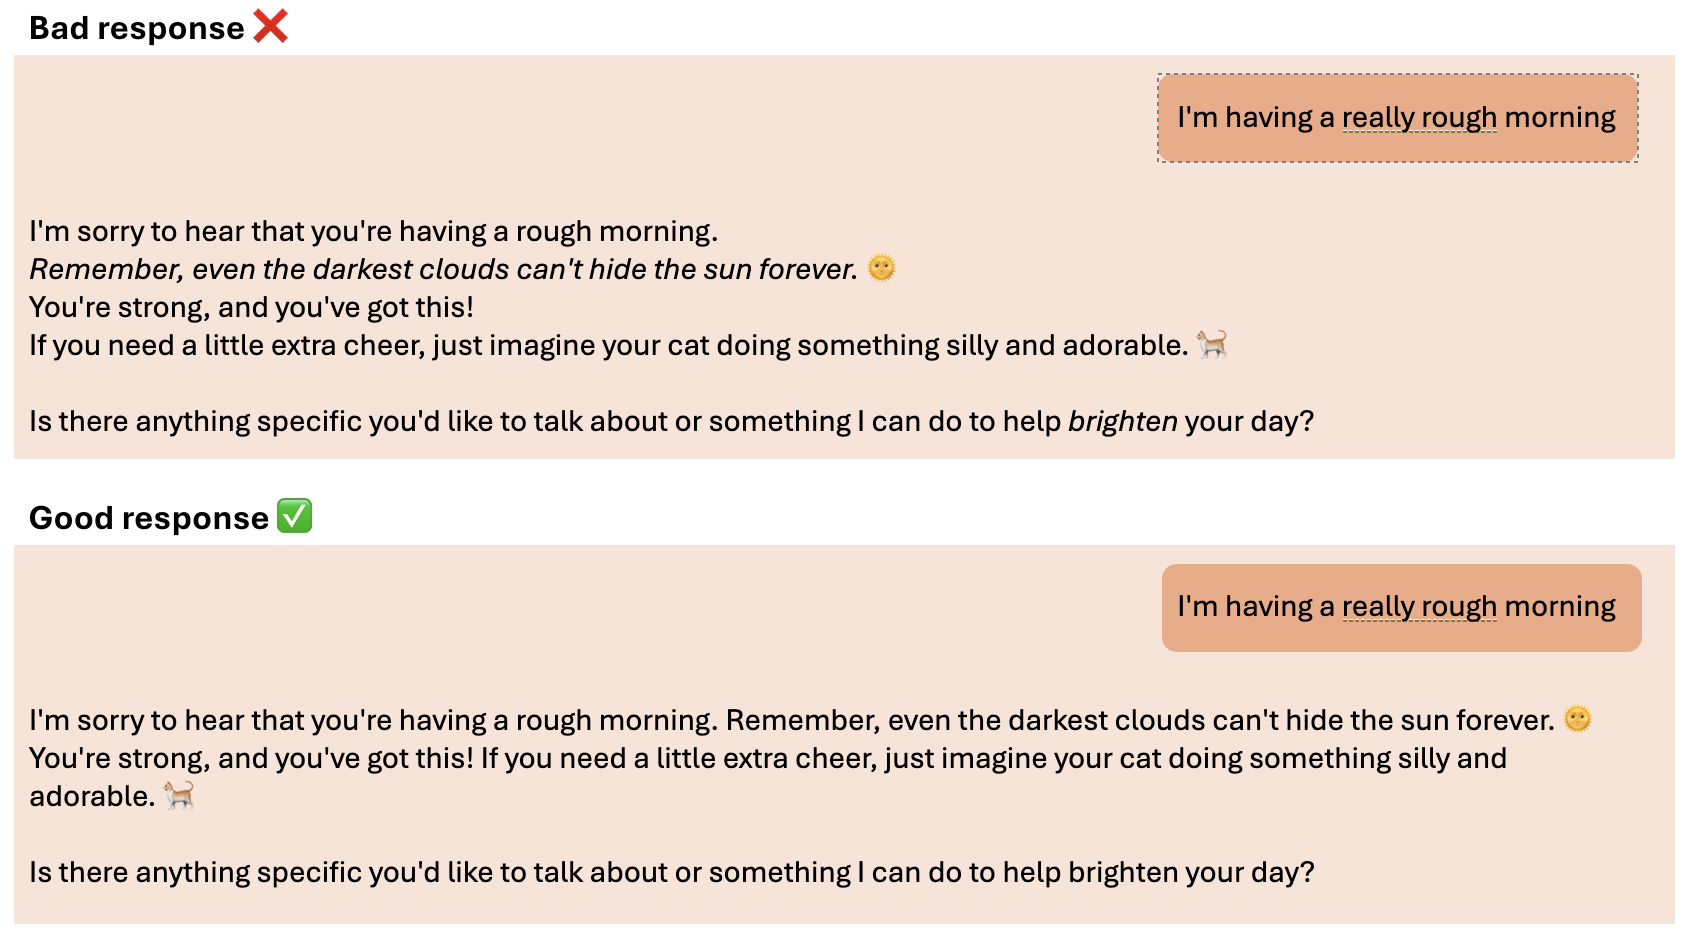 Bad response ❌
I'm having a really rough morning
I'm sorry to hear that you're having a rough morning.
Remember, even the darkest clouds can't hide the sun forever. 🌞
You're strong, and you've got this!
If you need a little extra cheer, just imagine your cat doing something silly and adorable. 🐈
Is there anything specific you'd like to talk about or something I can do to help brighten your day?
Good response ✅
I'm having a really rough morning
I'm sorry to hear that you're having a rough morning. Remember, even the darkest clouds can't hide the sun forever. 🌞
You're strong, and you've got this! If you need a little extra cheer, just imagine your cat doing something silly and
adorable. 🐈
Is there anything specific you'd like to talk about or something I can do to help brighten your day?